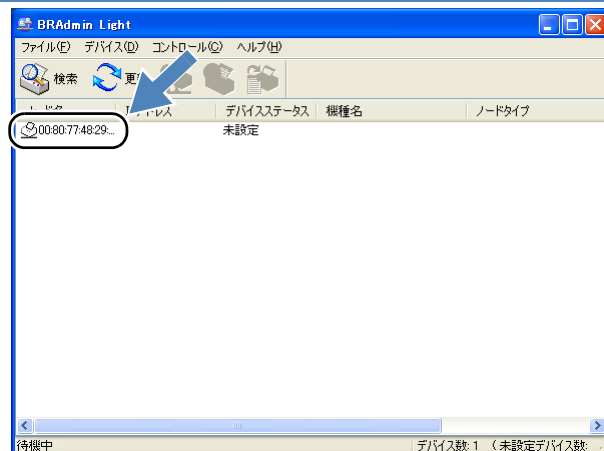 BRAdmin Light
ファイル(F) デバイス(D) コントロール(C) ヘルプ(H)
検索
デバイスステータス 機種名 ノードタイプ
00:80:77:48:29:... 未設定
待機中 デバイス数: 1 (未設定デバイス数: